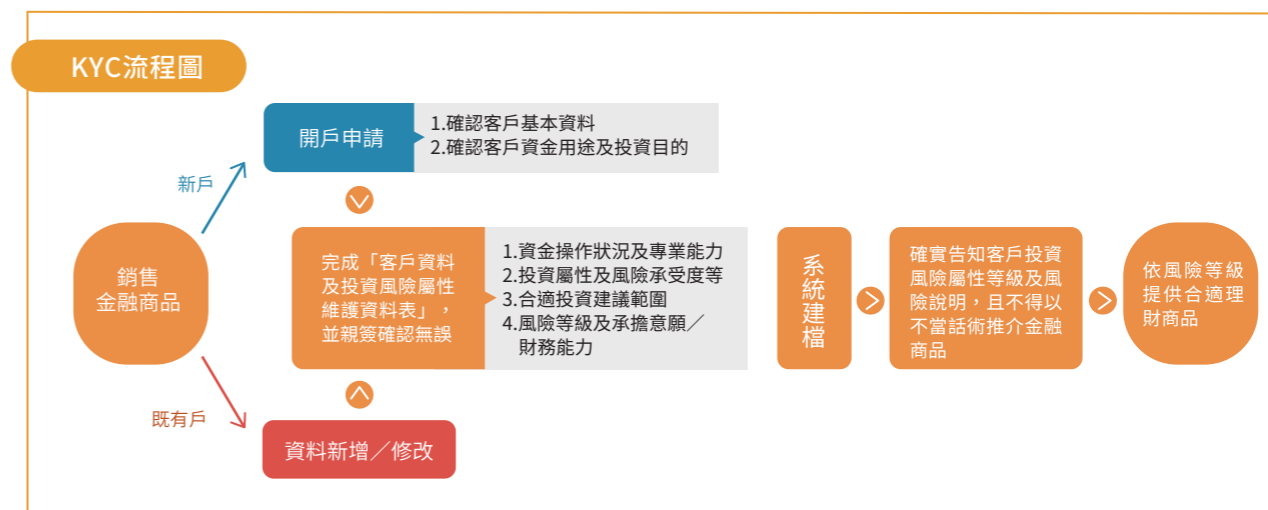 KYC流程圖
開戶申請
1.確認客戶基本資料
2.確認客戶資金用途及投資目的
新戶
銷售
金融商品
既有戶
完成「客戶資料
及投資風險屬性
維護資料表」，
並親簽確認無誤
1.資金操作狀況及專業能力
2.投資屬性及風險承受度等
3.合適投資建議範圍
4.風險等級及承擔意願／
財務能力
資料新增／修改
系統建檔
確實告知客戶投資
風險屬性等級及風
險說明，且不得以
不當話術推介金融
商品
依風險等級
提供合適理
財商品